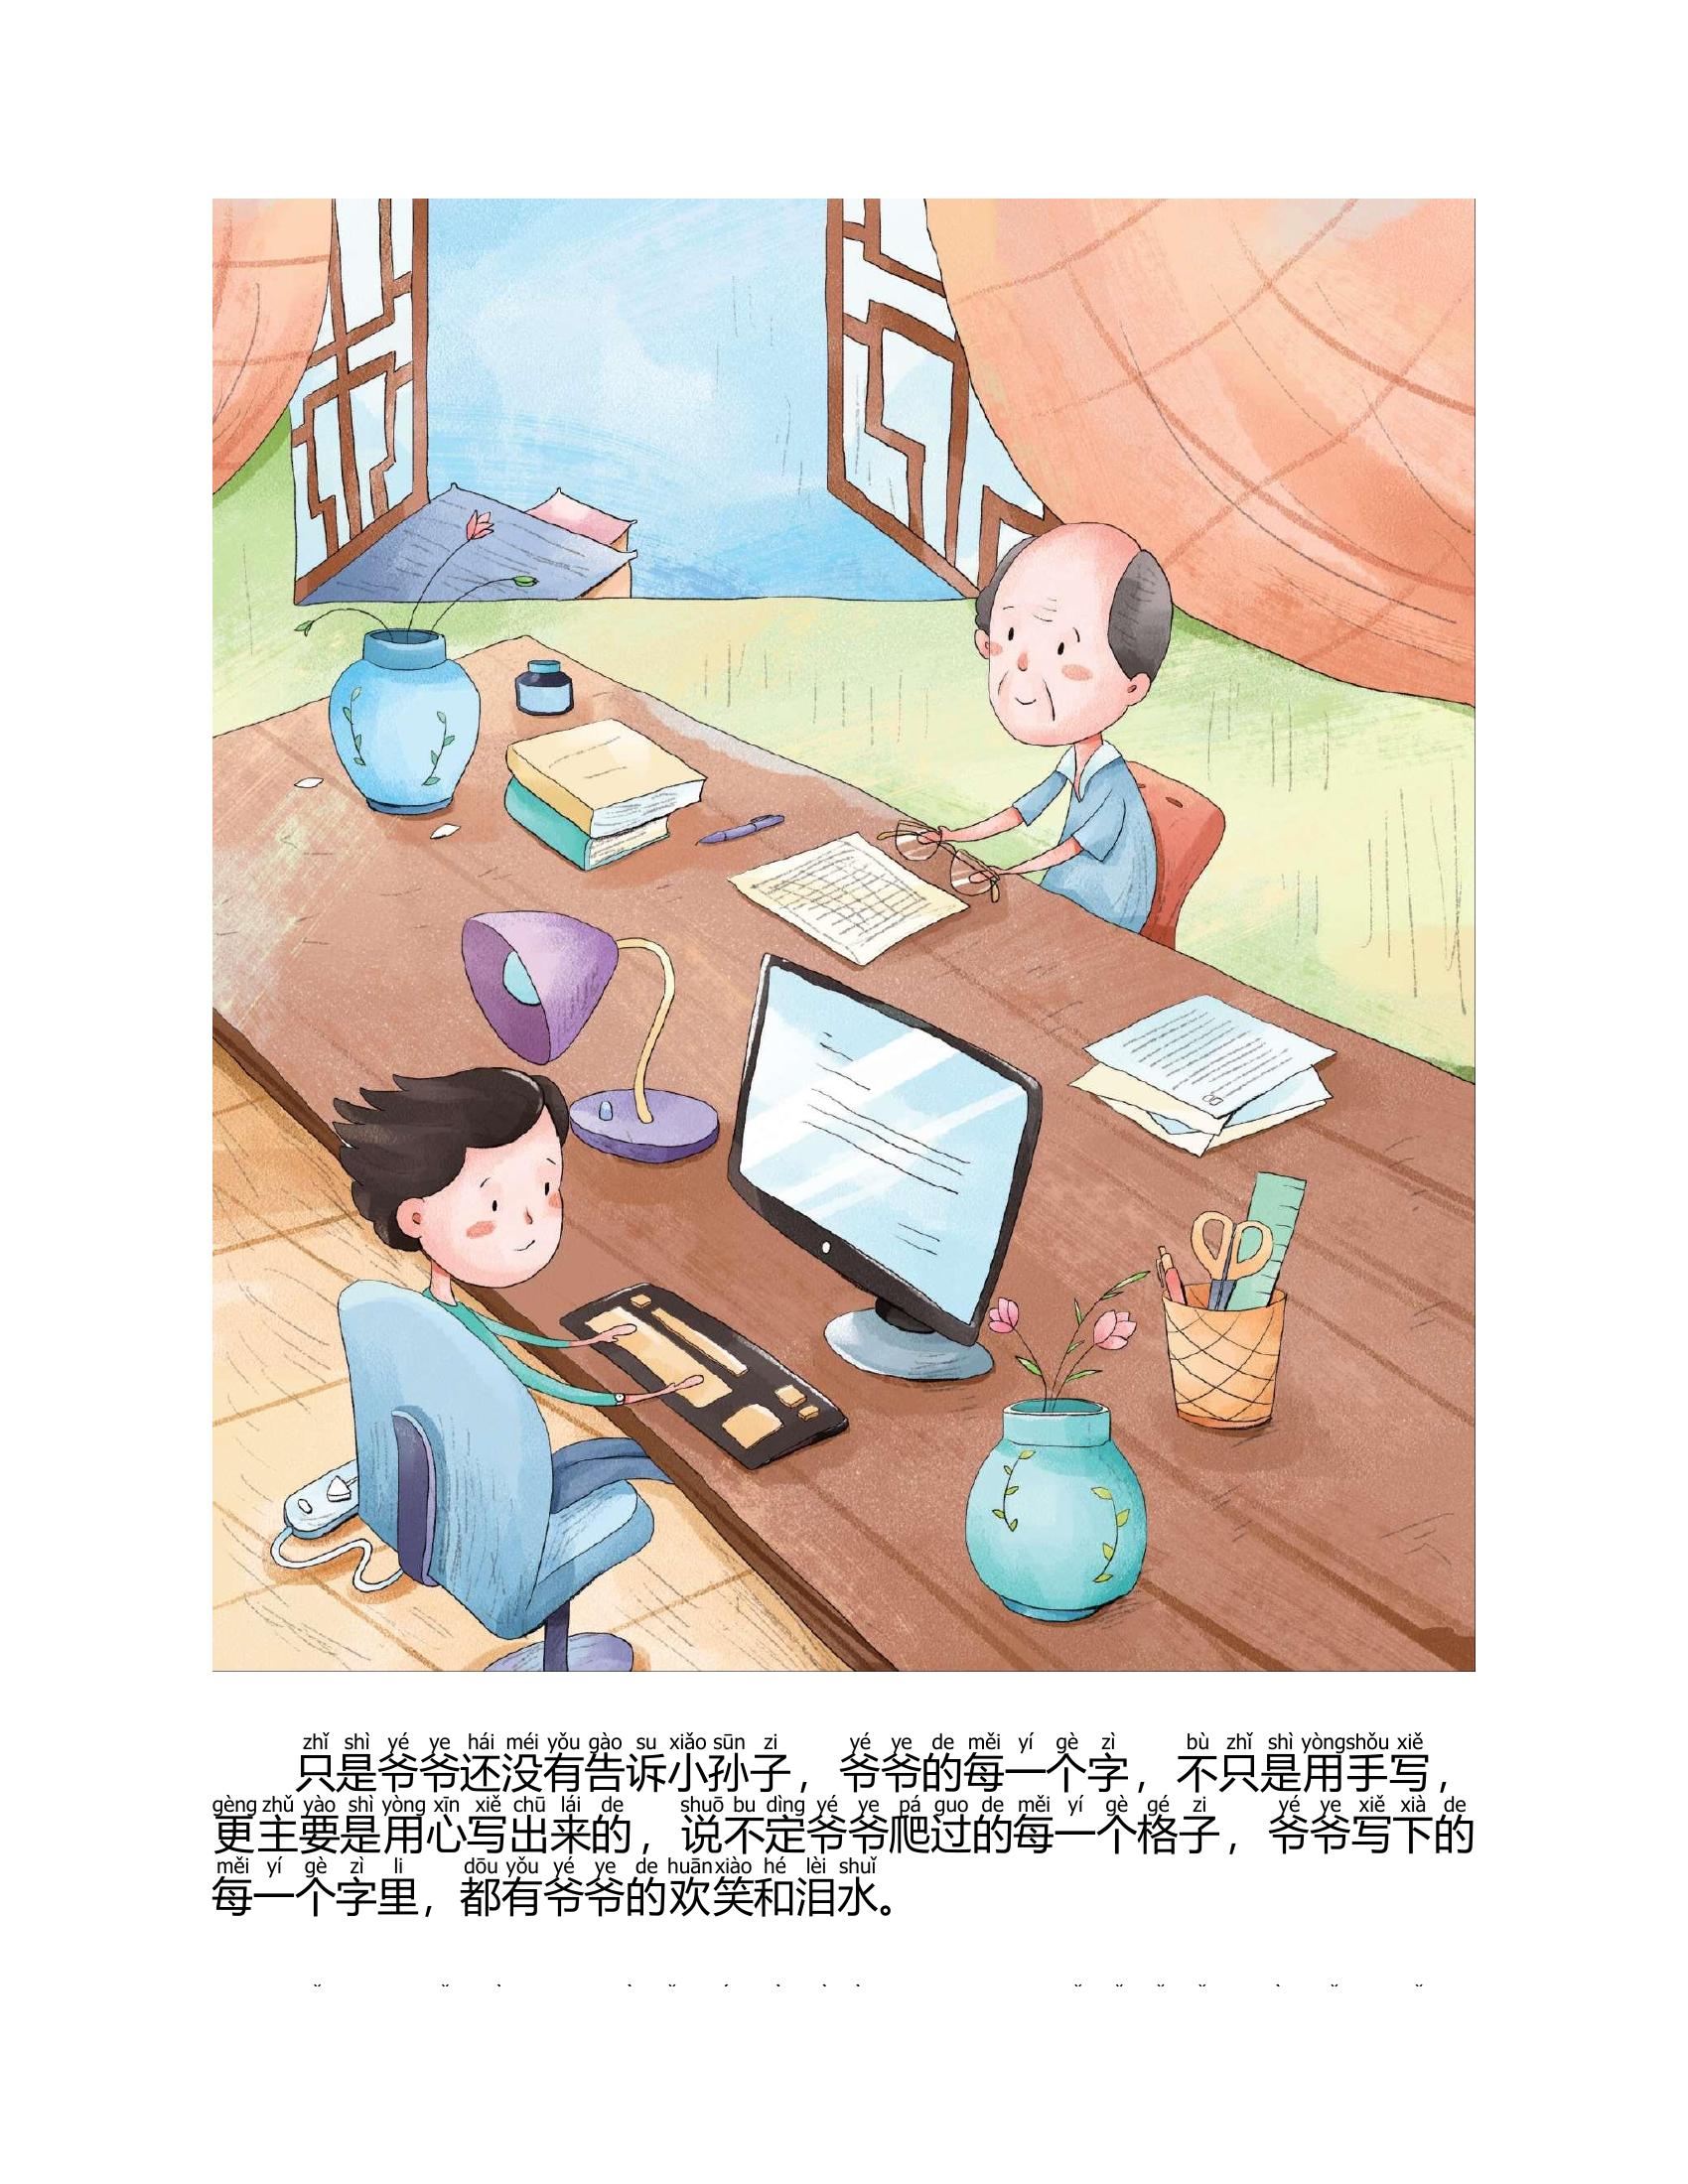 zhǐ shì yé ye hái méi yǒu gào su xiǎo sūn zi yé ye de měi yí gè zì bù zhǐ shì yòng shǒu xiě
只是爷爷还没有告诉小孙子，爷爷的每一个字，不只是用手写，
gèng zhǔ yào shì yòng xīn xiě chū lái de shuō bu dìng yé ye pá guo de měi yí gè gé zi yé ye xiě xià de
更主要是用心写出来的，说不定爷爷爬过的每一个格子，爷爷写下的
měi yí gè zì li dōu yǒu yé ye de huān xiào hé lèi shuǐ
每一个字里，都有爷爷的欢笑和泪水。